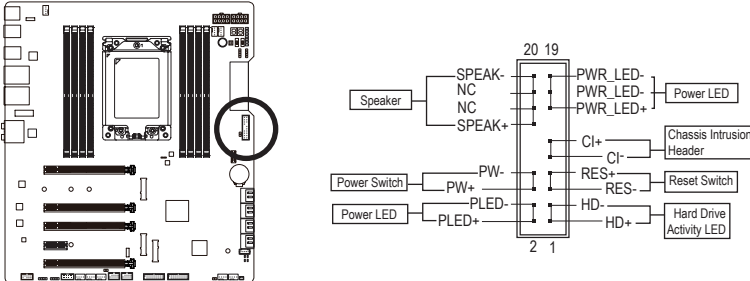 20 19
SPEAK-
NC
NC
SPEAK+
Speaker
PWR_LED-
PWR_LED-
PWR_LED+
Power LED
CI+
CI-
Chassis Intrusion
Header
PW-
PW+
Power Switch
RES+
RES-
Reset Switch
PLED-
PLED+
Power LED
HD-
HD+
Hard Drive
Activity LED
2 1